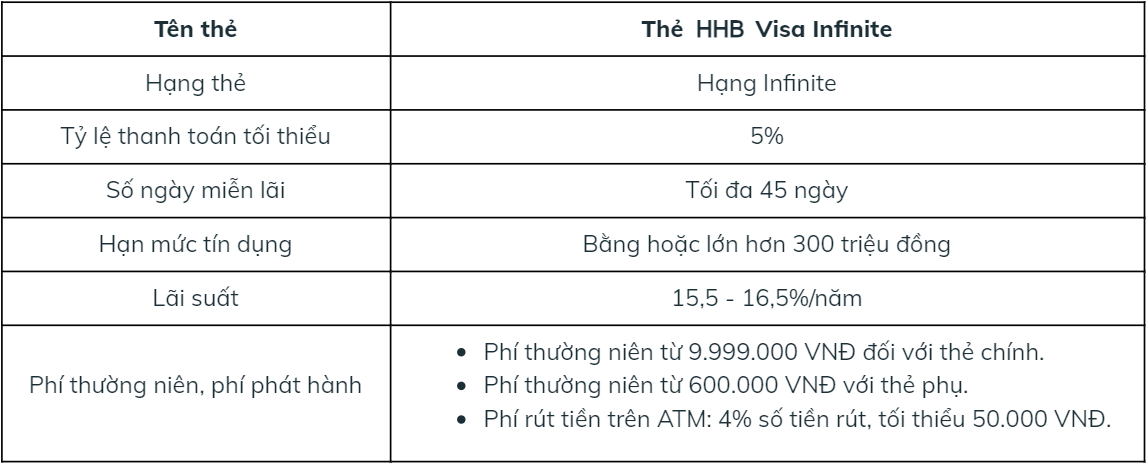 Tên thẻ
Thẻ HHB Visa Infinite
Hạng thẻ
Hạng Infinite
Tỷ lệ thanh toán tối thiểu
5%
Số ngày miễn lãi
Tối đa 45 ngày
Hạn mức tín dụng
Bằng hoặc lớn hơn 300 triệu đồng
Lãi suất
15,5 - 16,5%/năm
Phí thường niên, phí phát hành
• Phí thường niên từ 9.999.000 VNĐ đối với thẻ chính.
• Phí thường niên từ 600.000 VNĐ với thẻ phụ.
• Phí rút tiền trên ATM: 4% số tiền rút, tối thiểu 50.000 VNĐ.